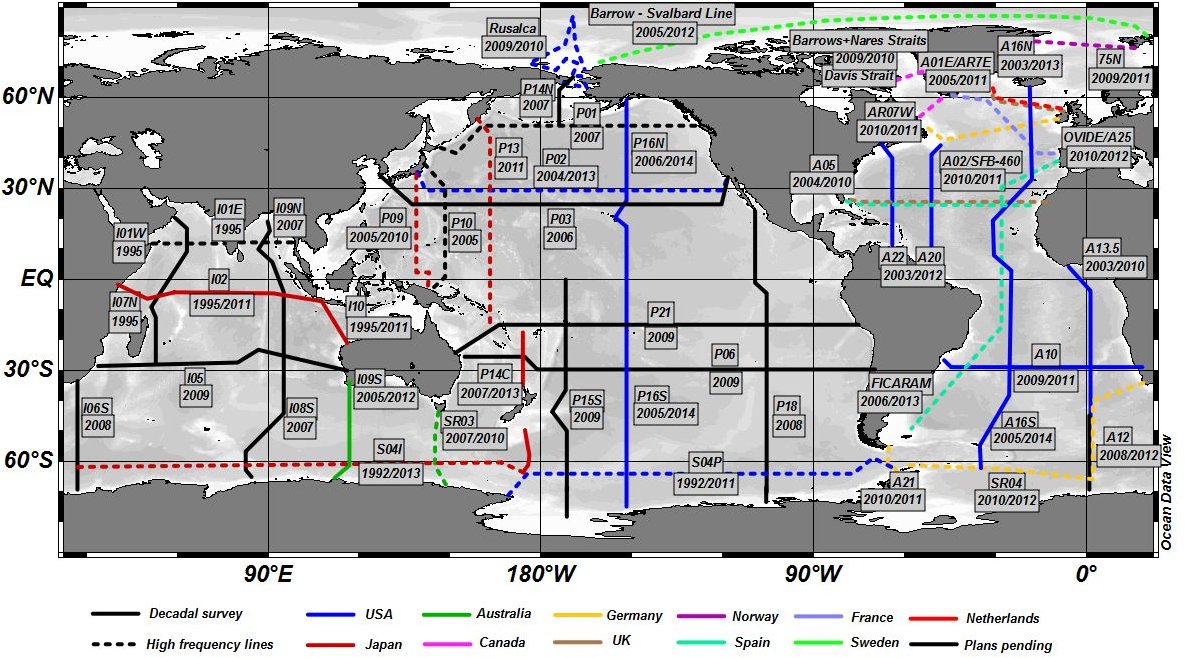 Barrow - Svalbard Line
2005/2012
Rusalca
2009/2010
Barrows+Nares Straits
2009/2010
Davis Strait
A16N
2003/2013
A01E/AR7E
2005/2011
75N
2009/2011
60°N
P14N
2007
P01
2007
AR07W
2010/2011
P13
2011
P02
2004/2013
P16N
2006/2014
OVIDE/A25
2010/2012
A05
2004/2010
A02/SFB-460
2010/2011
30°N
I01E
1995
I09N
2007
I01W
1995
P09
2005/2010
P10
2005
P03
2006
A22
A20
2003/2012
A13.5
2003/2010
EQ
I02
1995/2011
I07N
1995
I10
1995/2011
P21
2009
P06
2009
A10
2009/2011
30°S
I05
2009
I09S
2005/2012
P14C
2007/2013
FICARAM
2006/2013
I06S
2008
I08S
2007
SR03
2007/2010
P15S
2009
P16S
2005/2014
P18
2008
A16S
2005/2014
A12
2008/2012
60°S
S04I
1992/2013
S04P
1992/2011
A21
2010/2011
SR04
2010/2012
Ocean Data View
90°E
180°W
90°W
0°
Decadal survey
USA
Australia
Germany
Norway
France
Netherlands
High frequency lines
Japan
Canada
UK
Spain
Sweden
Plans pending